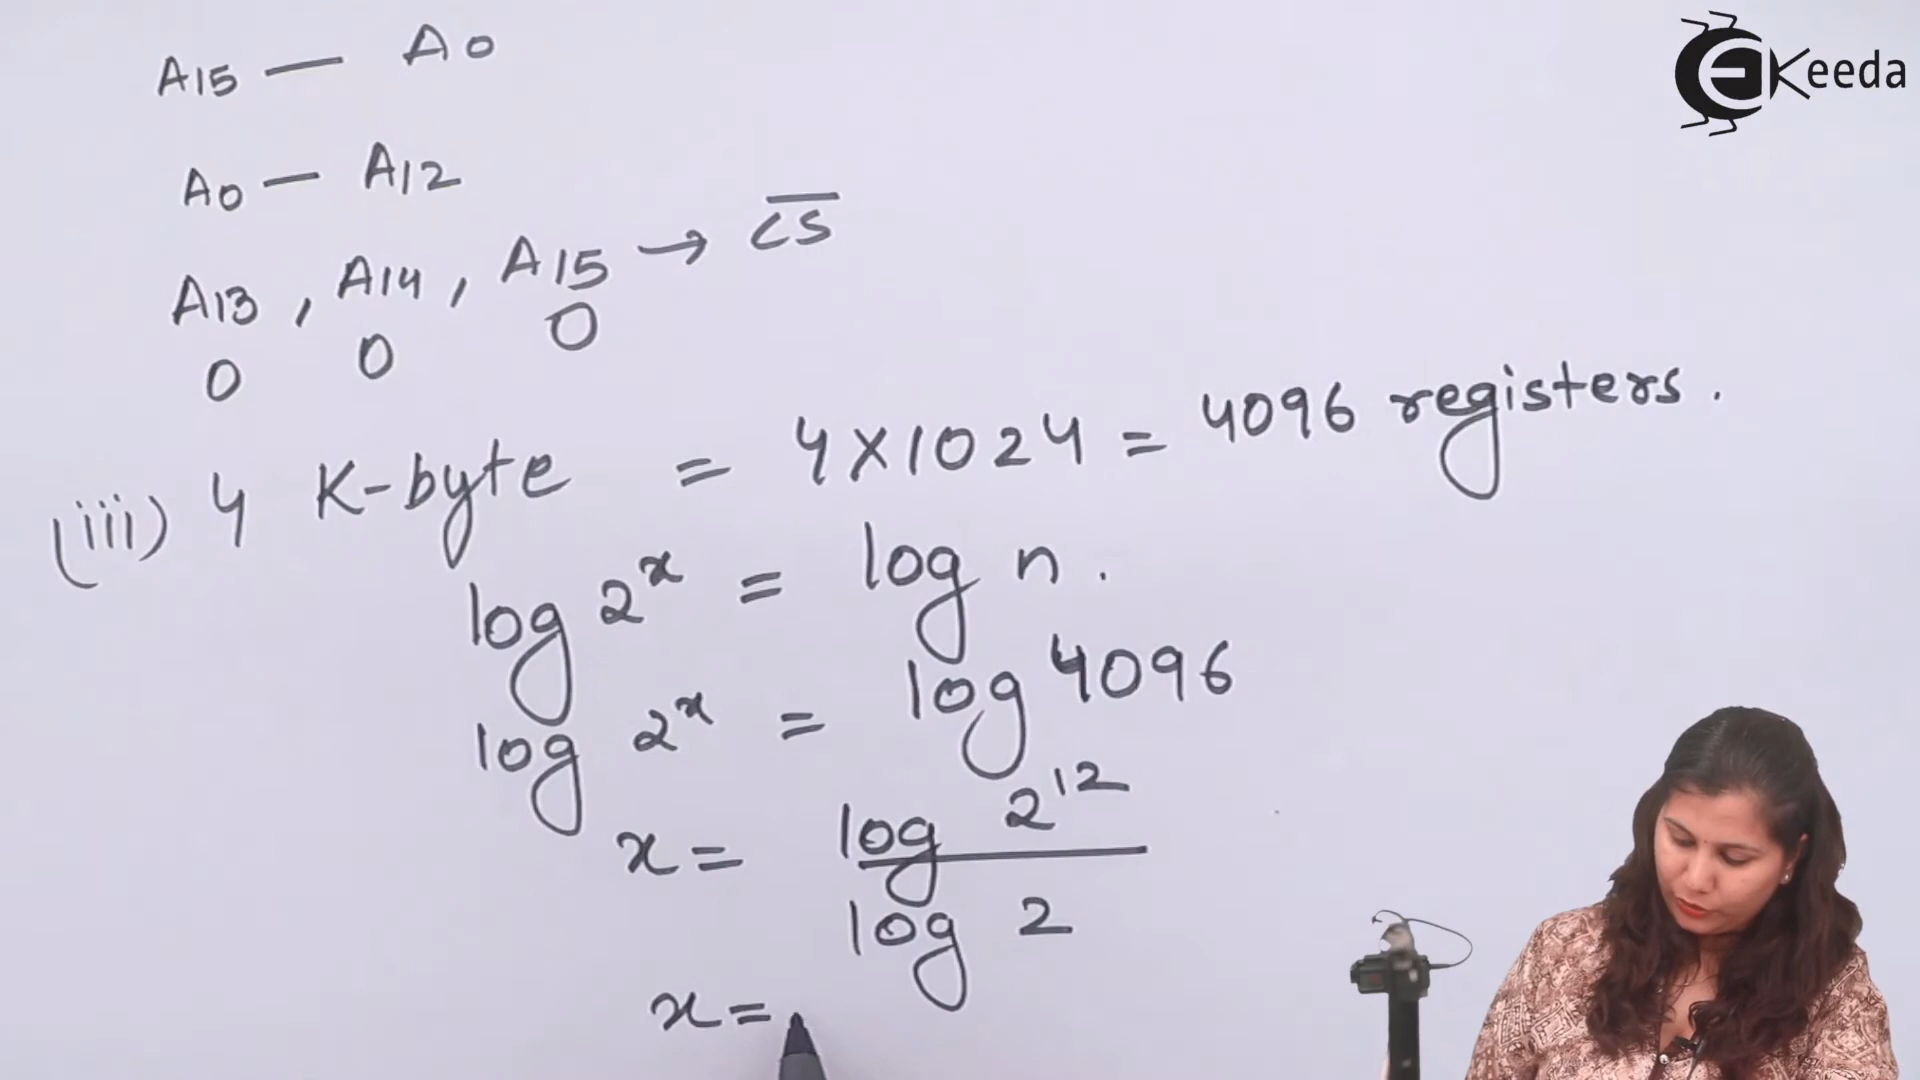 Keeda
A15 — A0
A0 — A12
A13 , A14 , A15 → C̅S̅
0 0 0
(iii) 4 K-byte = 4×1024 = 4096 registers.
log 2^x = log n.
log 2^x = log 4096
x = log 2^12 / log 2
x =